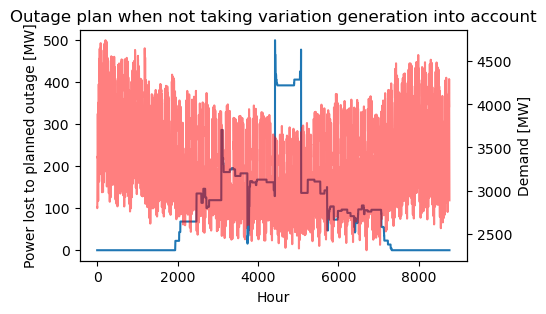 Outage plan when not taking variation generation into account
Power lost to planned outage [MW]
500
400
300
200
100
0
4500
4000
3500
3000
2500
Demand [MW]
0 2000 4000 6000 8000
Hour